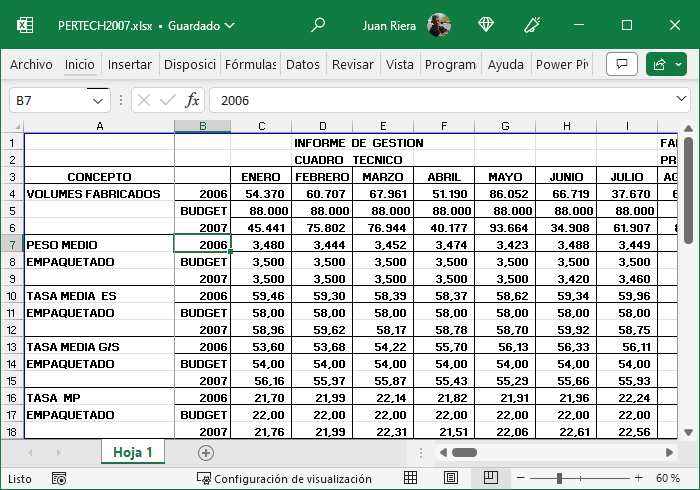 PERTECH2007.xlsx • Guardado
Juan Riera
Archivo Inicio Insertar Disposici Fórmulas Datos Revisar Vista Program Ayuda Power Piv
B7 fx 2006
A B C D E F G H I
1 INFORME DE GESTION FA
2 CUADRO TECNICO PR
3 CONCEPTO ENERO FEBRERO MARZO ABRIL MAYO JUNIO JULIO AG
4 VOLUMES FABRICADOS 2006 54.370 60.707 67.961 51.190 86.052 66.719 37.670 6
5 BUDGET 88.000 88.000 88.000 88.000 88.000 88.000 88.000
6 2007 45.441 75.802 76.944 40.177 93.664 34.908 61.907 8
7 PESO MEDIO 2006 3,480 3,444 3,452 3,474 3,423 3,488 3,449
8 EMPAQUETADO BUDGET 3,500 3,500 3,500 3,500 3,500 3,500 3,500
9 2007 3,500 3,500 3,500 3,500 3,500 3,420 3,460
10 TASA MEDIA ES 2006 59,46 59,30 58,39 58,37 58,62 59,34 59,96
11 EMPAQUETADO BUDGET 58,00 58,00 58,00 58,00 58,00 58,00 58,00
12 2007 58,96 59,62 58,17 58,78 58,70 59,92 58,75
13 TASA MEDIA G/S 2006 53,60 53,68 54,22 55,70 56,13 56,33 56,11
14 EMPAQUETADO BUDGET 54,00 54,00 54,00 54,00 54,00 54,00 54,00
15 2007 56,16 55,97 55,87 55,43 55,29 55,66 55,93
16 TASA MP 2006 21,70 21,99 22,14 21,82 21,91 21,96 22,24
17 EMPAQUETADO BUDGET 22,00 22,00 22,00 22,00 22,00 22,00 22,00
18 2007 21,76 21,99 22,31 21,51 22,06 22,61 22,56
Hoja 1
Listo Configuración de visualización 60 %